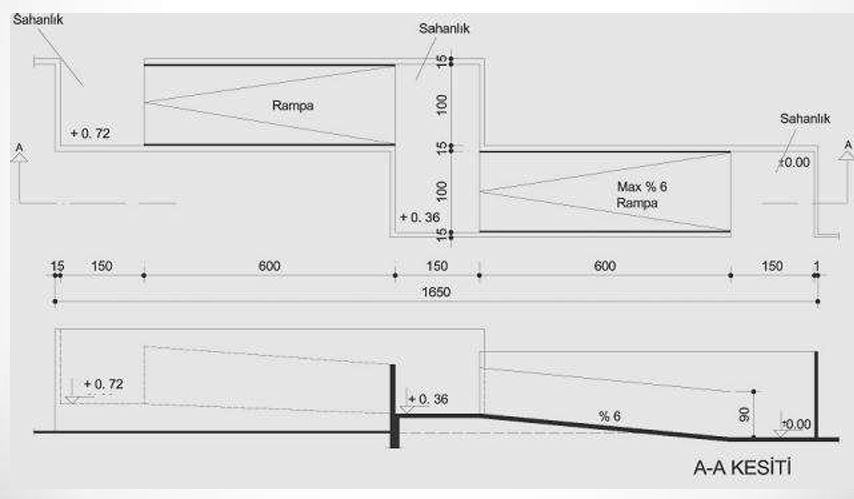 Sahanlık
Sahanlık
15
Rampa
100
Sahanlık
+ 0. 72
A
15
A
±0.00
Max % 6
Rampa
100
+ 0. 36
15
15 150 600 150 600 150 1
1650
+ 0. 72
+ 0. 36
% 6
90
±0.00
A-A KESİTİ